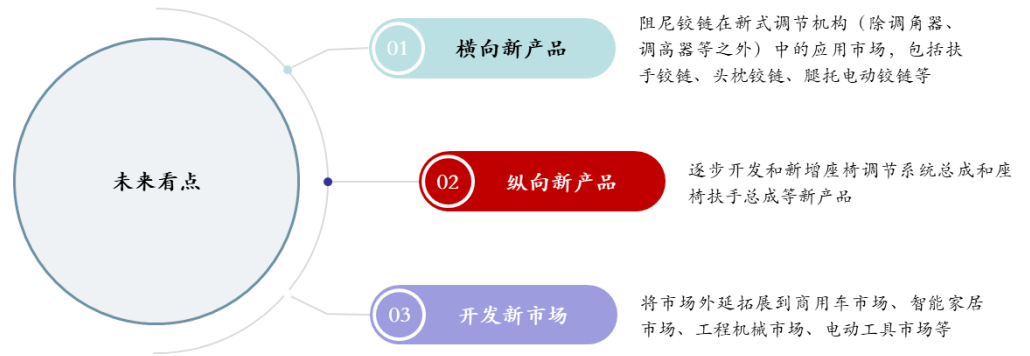 未来看点
01
横向新产品
阻尼铰链在新式调节机构（除调角器、
调高器等之外）中的应用市场，包括扶
手铰链、头枕铰链、腿托电动铰链等
02
纵向新产品
逐步开发和新增座椅调节系统总成和座
椅扶手总成等新产品
03
开发新市场
将市场外延拓展到商用车市场、智能家居
市场、工程机械市场、电动工具市场等